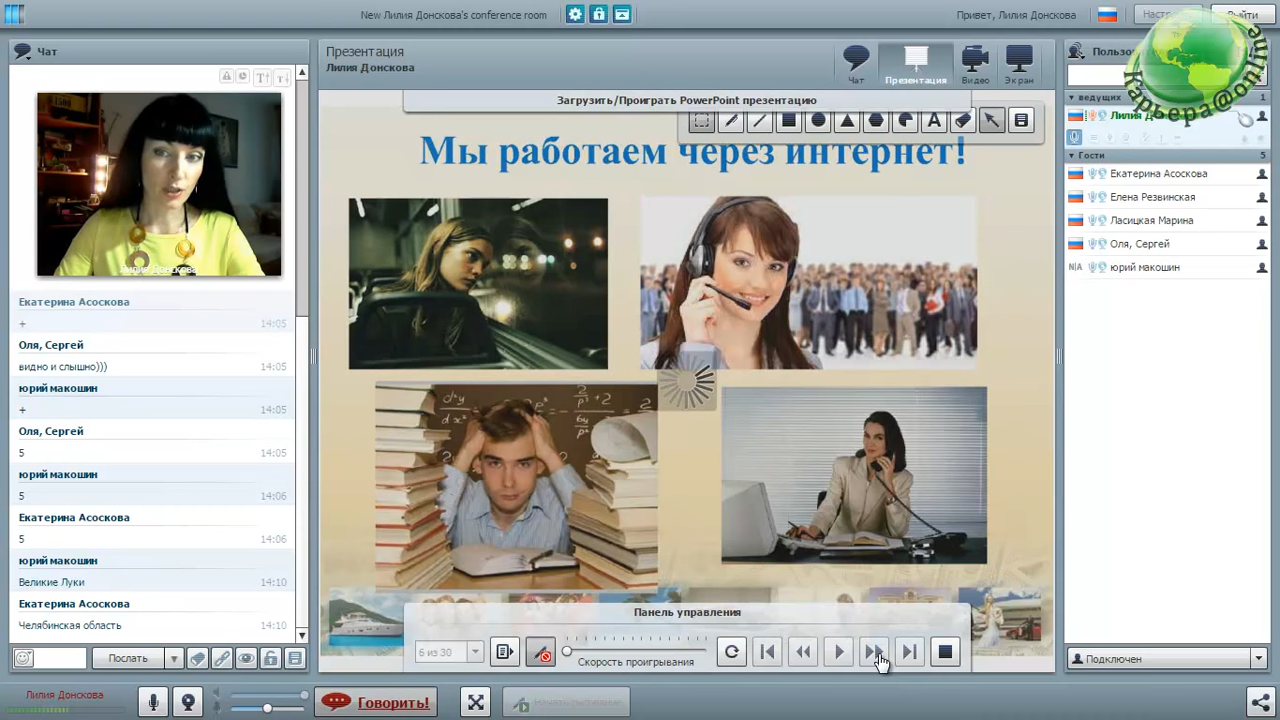 New Лилия Донскова's conference room
Привет, Лилия Донскова
Выйти
Карьера@online
Чат
Лилия Донскова
Екатерина Асоскова
+
14:05
Оля, Сергей
видно и слышно)))
14:05
юрий макошин
+
14:05
Оля, Сергей
5
14:05
юрий макошин
5
14:06
Екатерина Асоскова
5
14:06
юрий макошин
Великие Луки
14:10
Екатерина Асоскова
Челябинская область
14:10
Послать
Презентация
Лилия Донскова
Чат
Презентация
Видео
Экран
Загрузить/Проиграть PowerPoint презентацию
Мы работаем через интернет!
Панель управления
6 из 30
Скорость проигрывания
ведущих
1
Гости
5
Екатерина Асоскова
Елена Резвинская
Ласицкая Марина
Оля, Сергей
N/A
юрий макошин
Подключен
Лилия Донскова
Говорить!